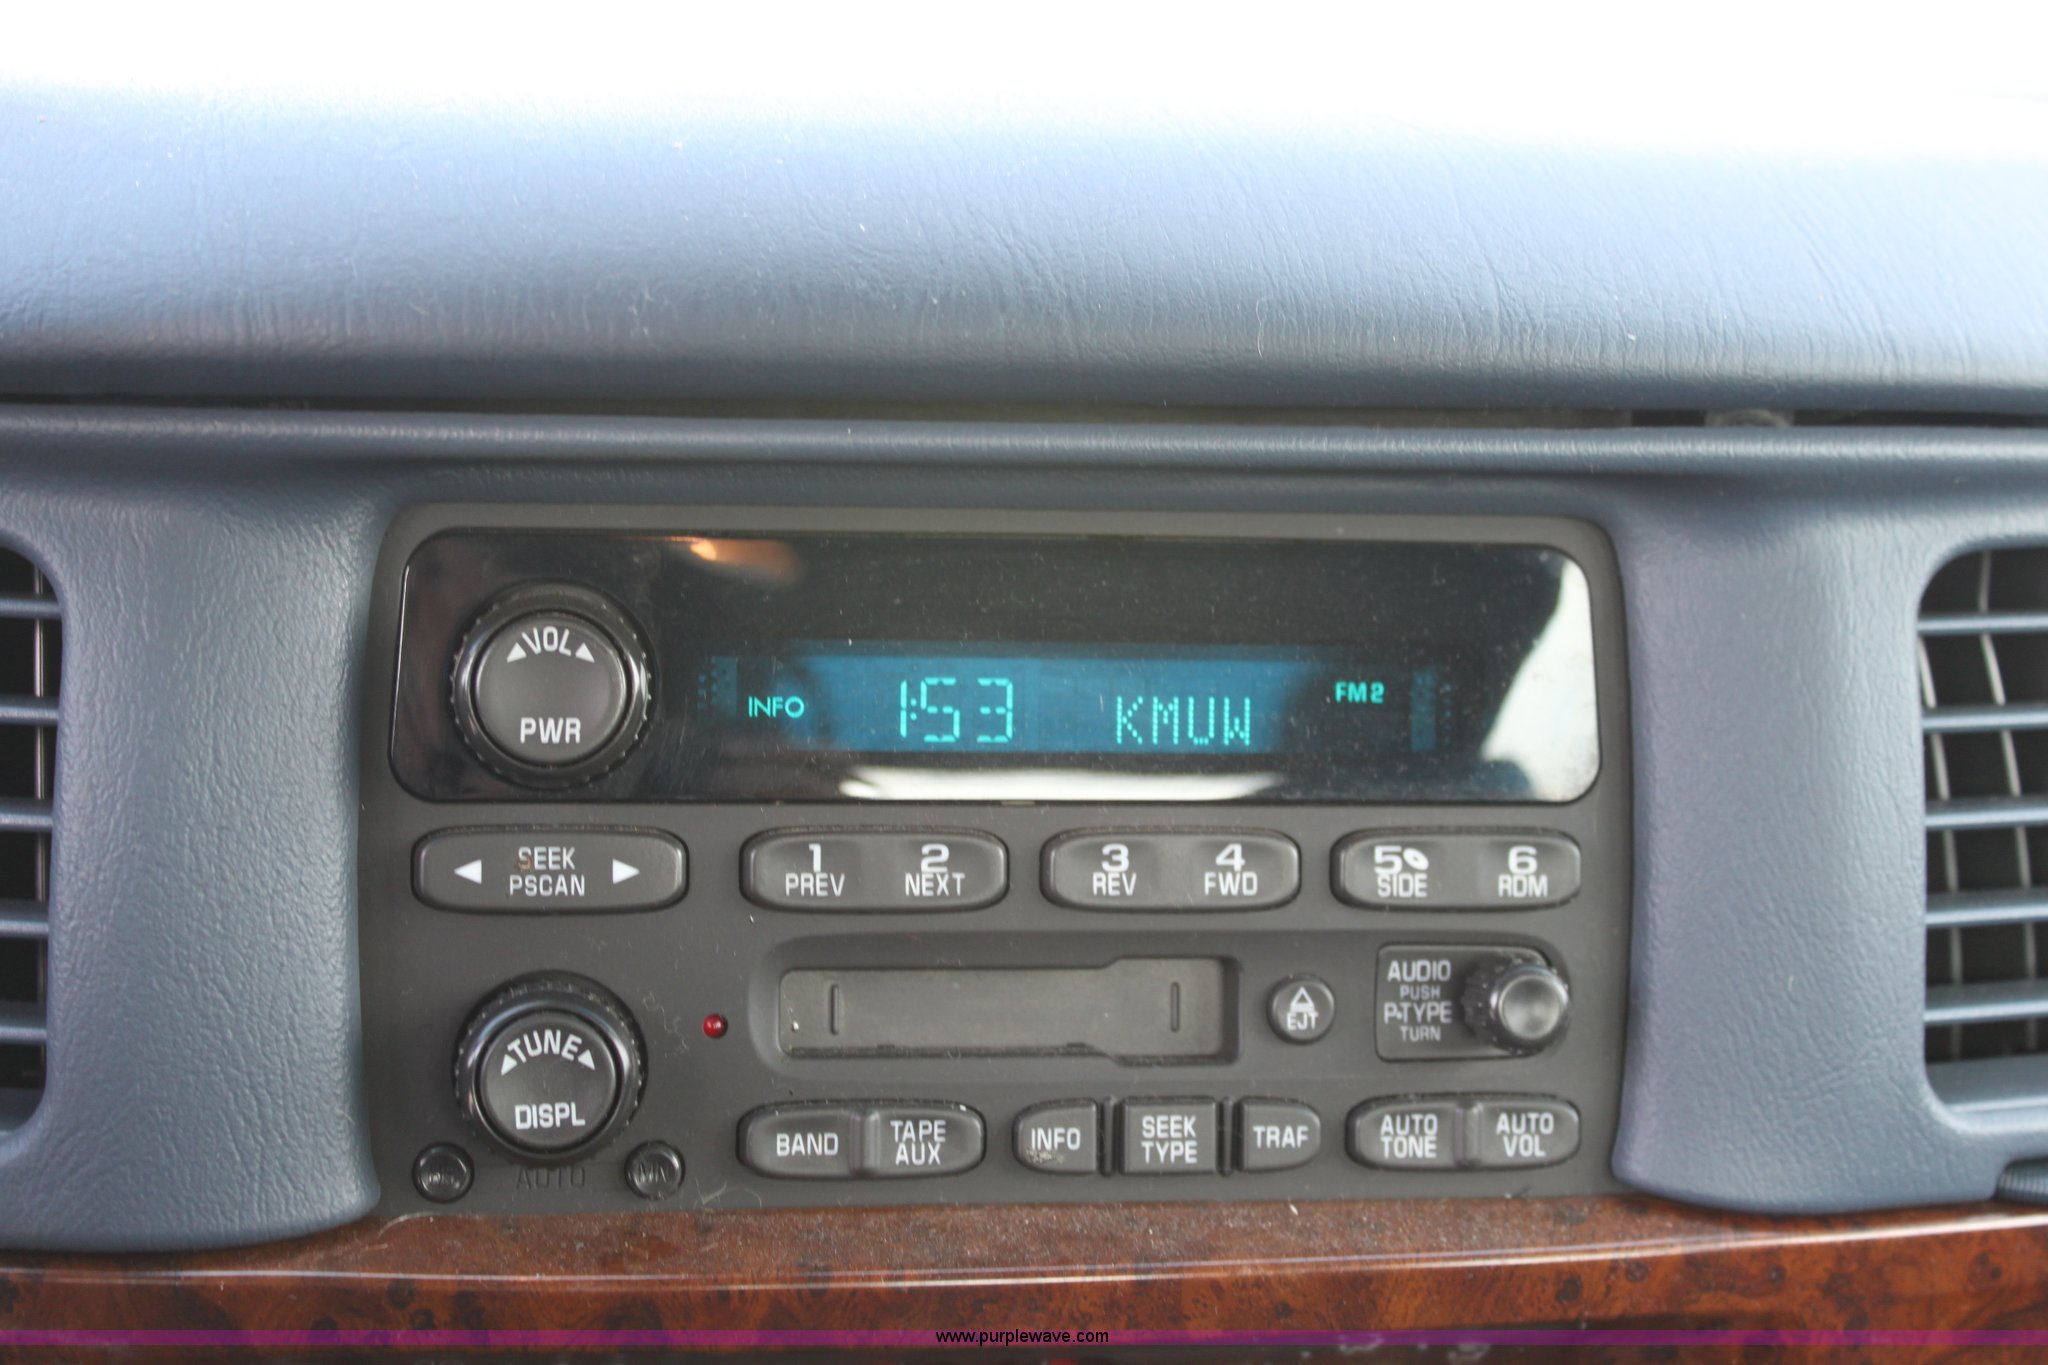 VOL
PWR
INFO 1:53 KMUW FM2
SEEK
PSCAN
1 2 3 4 5 6
PREV NEXT REV FWD SIDE RDM
AUDIO
PUSH
P-TYPE
TURN
EJT
TUNE
DISPL
BAND
TAPE
AUX
INFO
SEEK
TYPE
TRAF
AUTO
TONE
AUTO
VOL
AUTO
www.purplewave.com